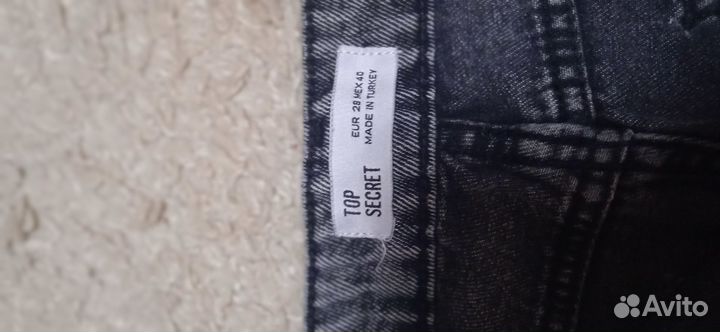 TOP
SECRET
EUR 28 MEX 40
MADE IN TURKEY
Avito